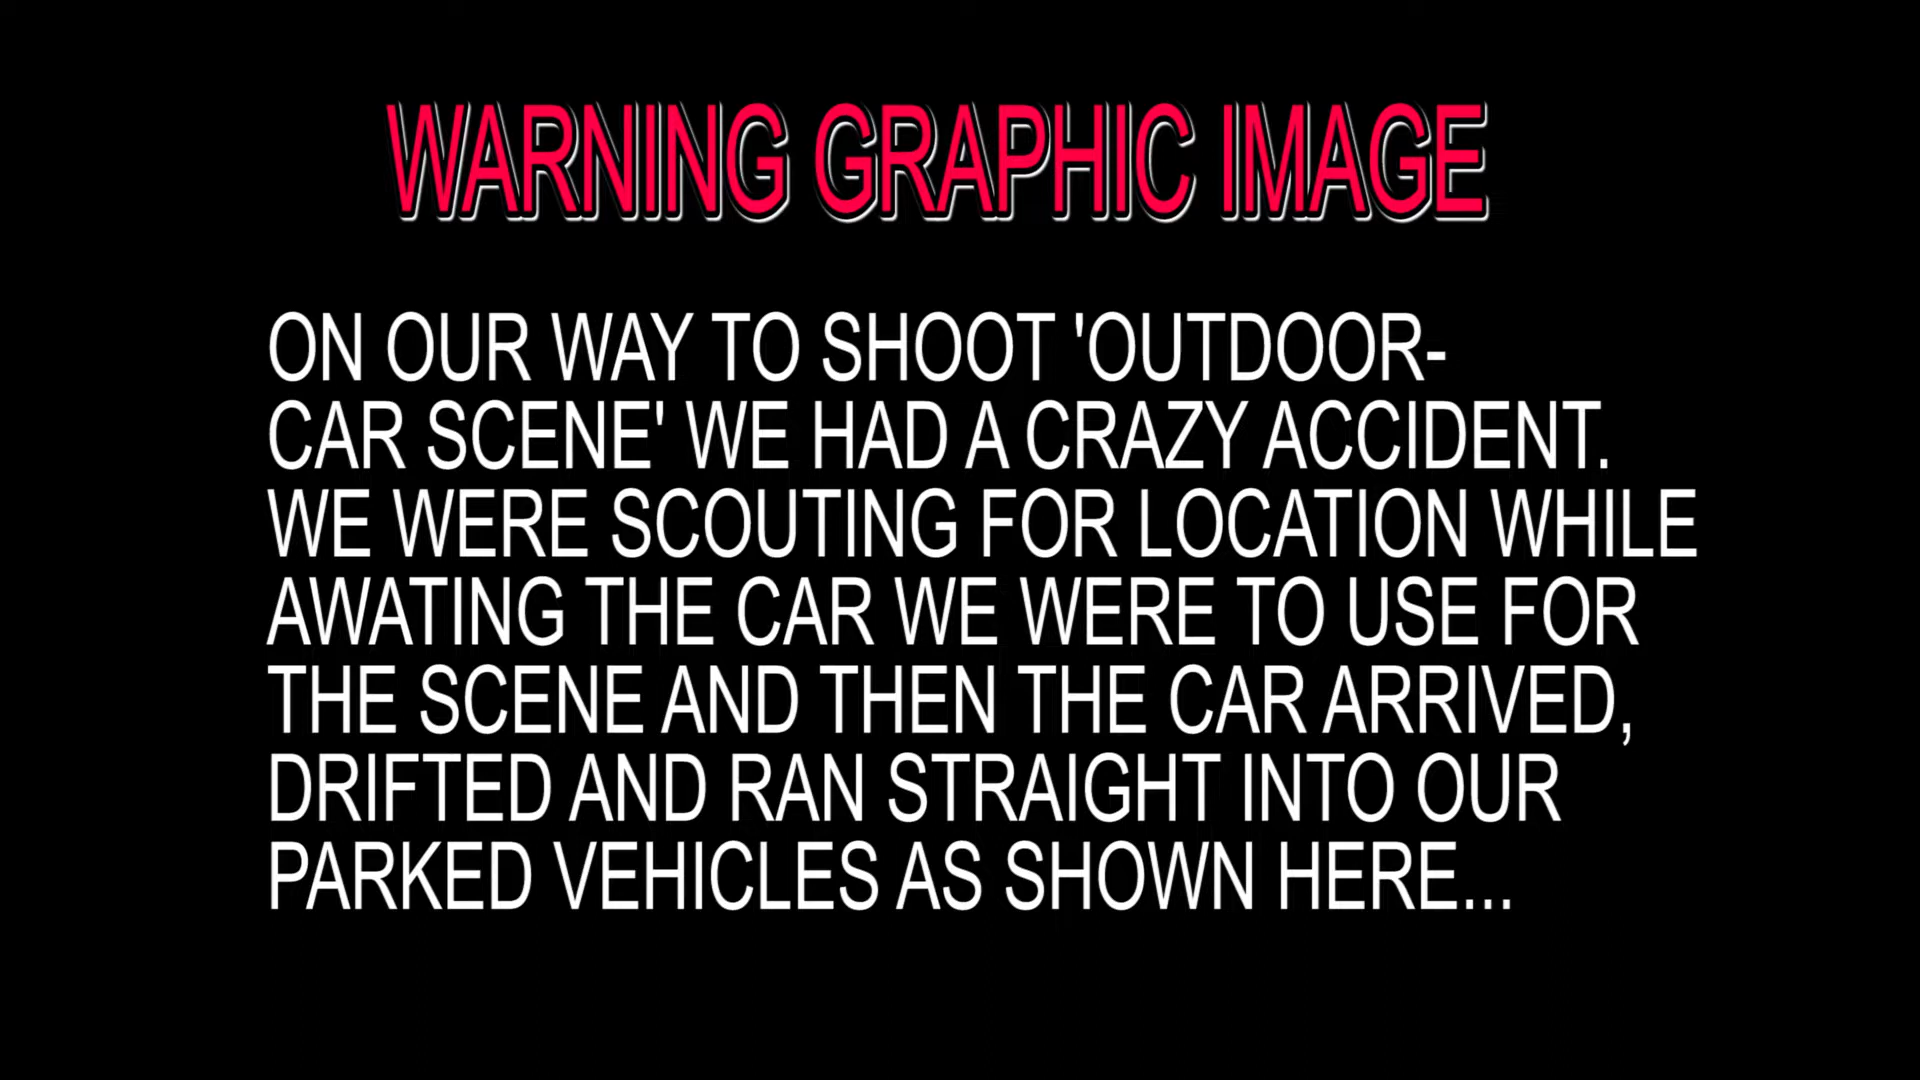 WARNING GRAPHIC IMAGE
ON OUR WAY TO SHOOT 'OUTDOOR-
CAR SCENE' WE HAD A CRAZY ACCIDENT.
WE WERE SCOUTING FOR LOCATION WHILE
AWATING THE CAR WE WERE TO USE FOR
THE SCENE AND THEN THE CAR ARRIVED,
DRIFTED AND RAN STRAIGHT INTO OUR
PARKED VEHICLES AS SHOWN HERE...